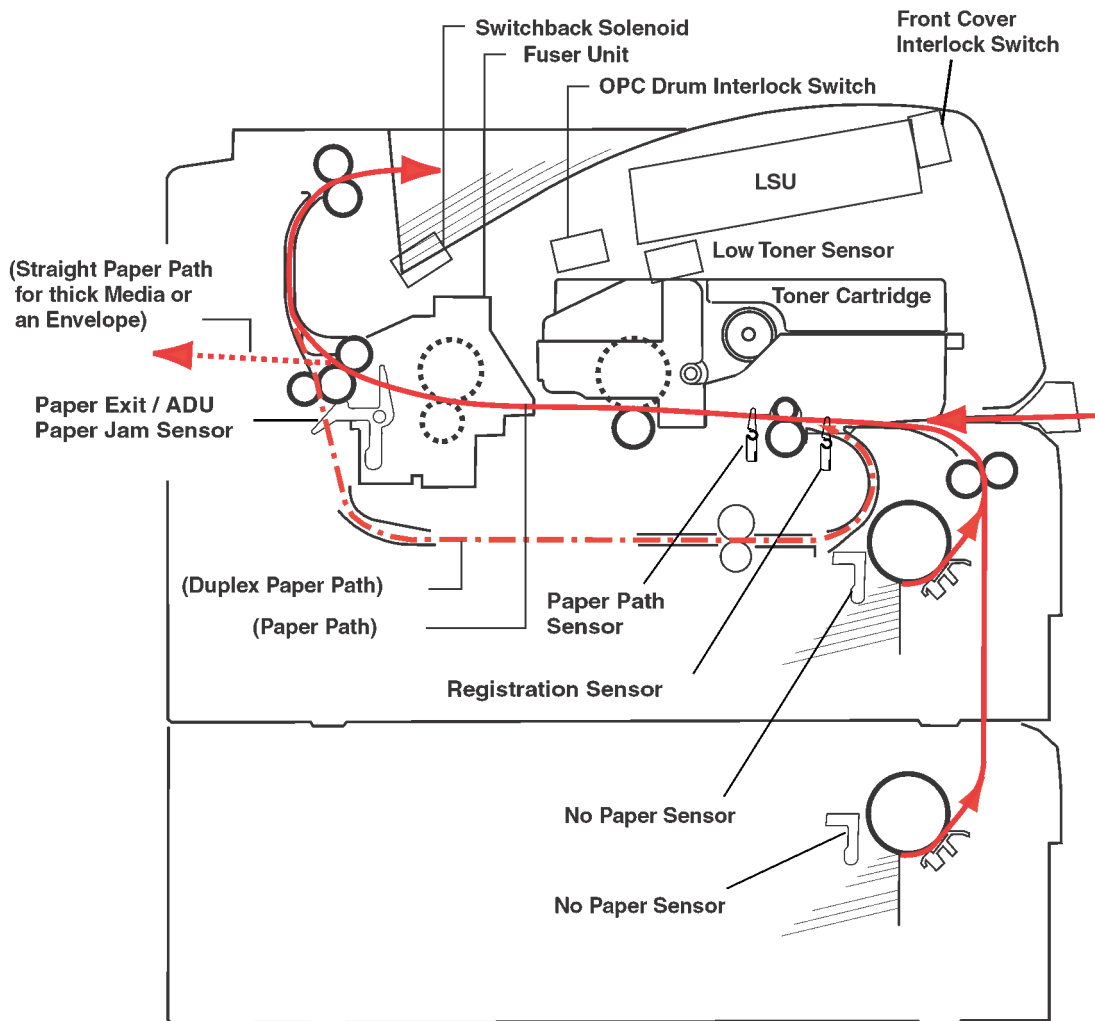 Switchback Solenoid
Fuser Unit
OPC Drum Interlock Switch
Front Cover
Interlock Switch
LSU
Low Toner Sensor
Toner Cartridge
(Straight Paper Path
for thick Media or
an Envelope)
Paper Exit / ADU
Paper Jam Sensor
(Duplex Paper Path)
(Paper Path)
Paper Path
Sensor
Registration Sensor
No Paper Sensor
No Paper Sensor